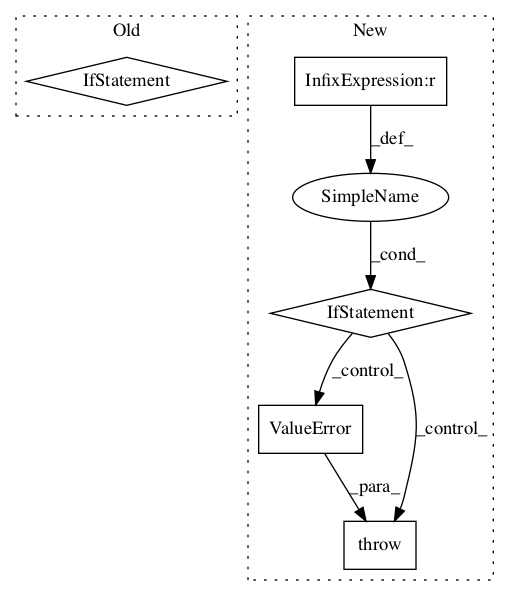 Old
New
IfStatement
InfixExpression:r
_def_
SimpleName
_cond_
IfStatement
_control_
ValueError
_control_
_para_
throw